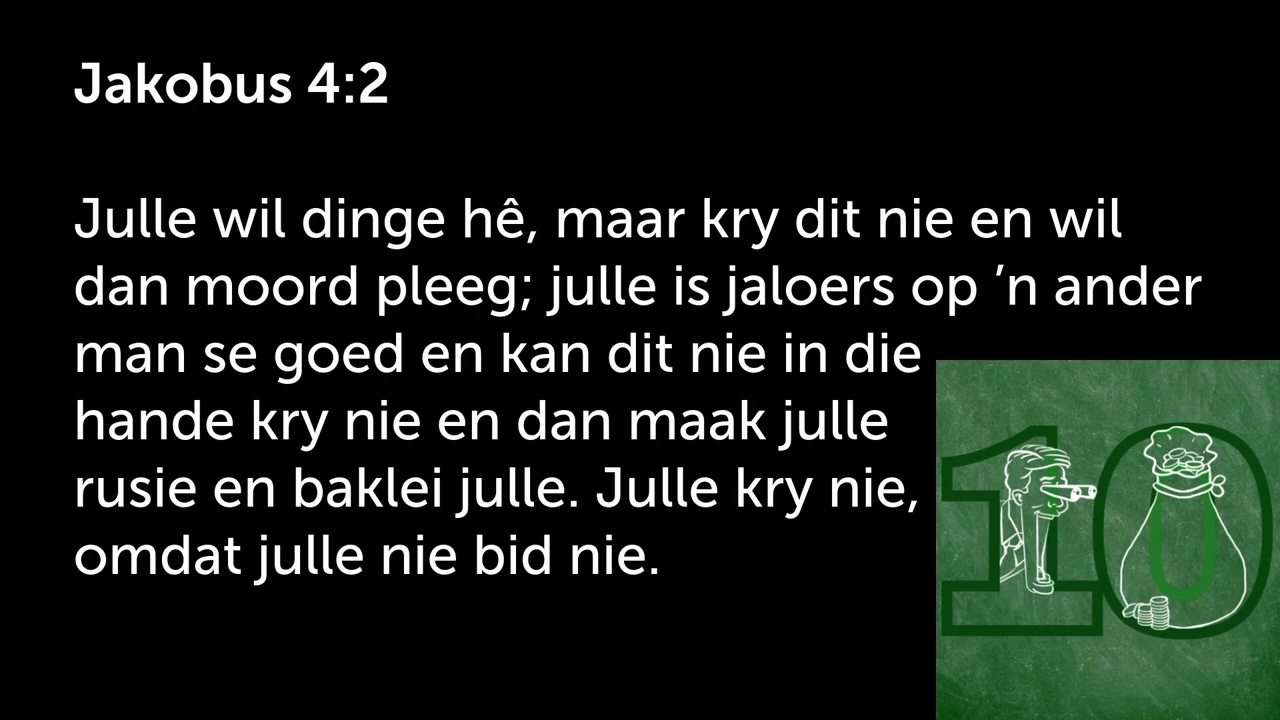 Jakobus 4:2
Julle wil dinge hê, maar kry dit nie en wil
dan moord pleeg; julle is jaloers op ’n ander
man se goed en kan dit nie in die
hande kry nie en dan maak julle
rusie en baklei julle. Julle kry nie,
omdat julle nie bid nie.
10